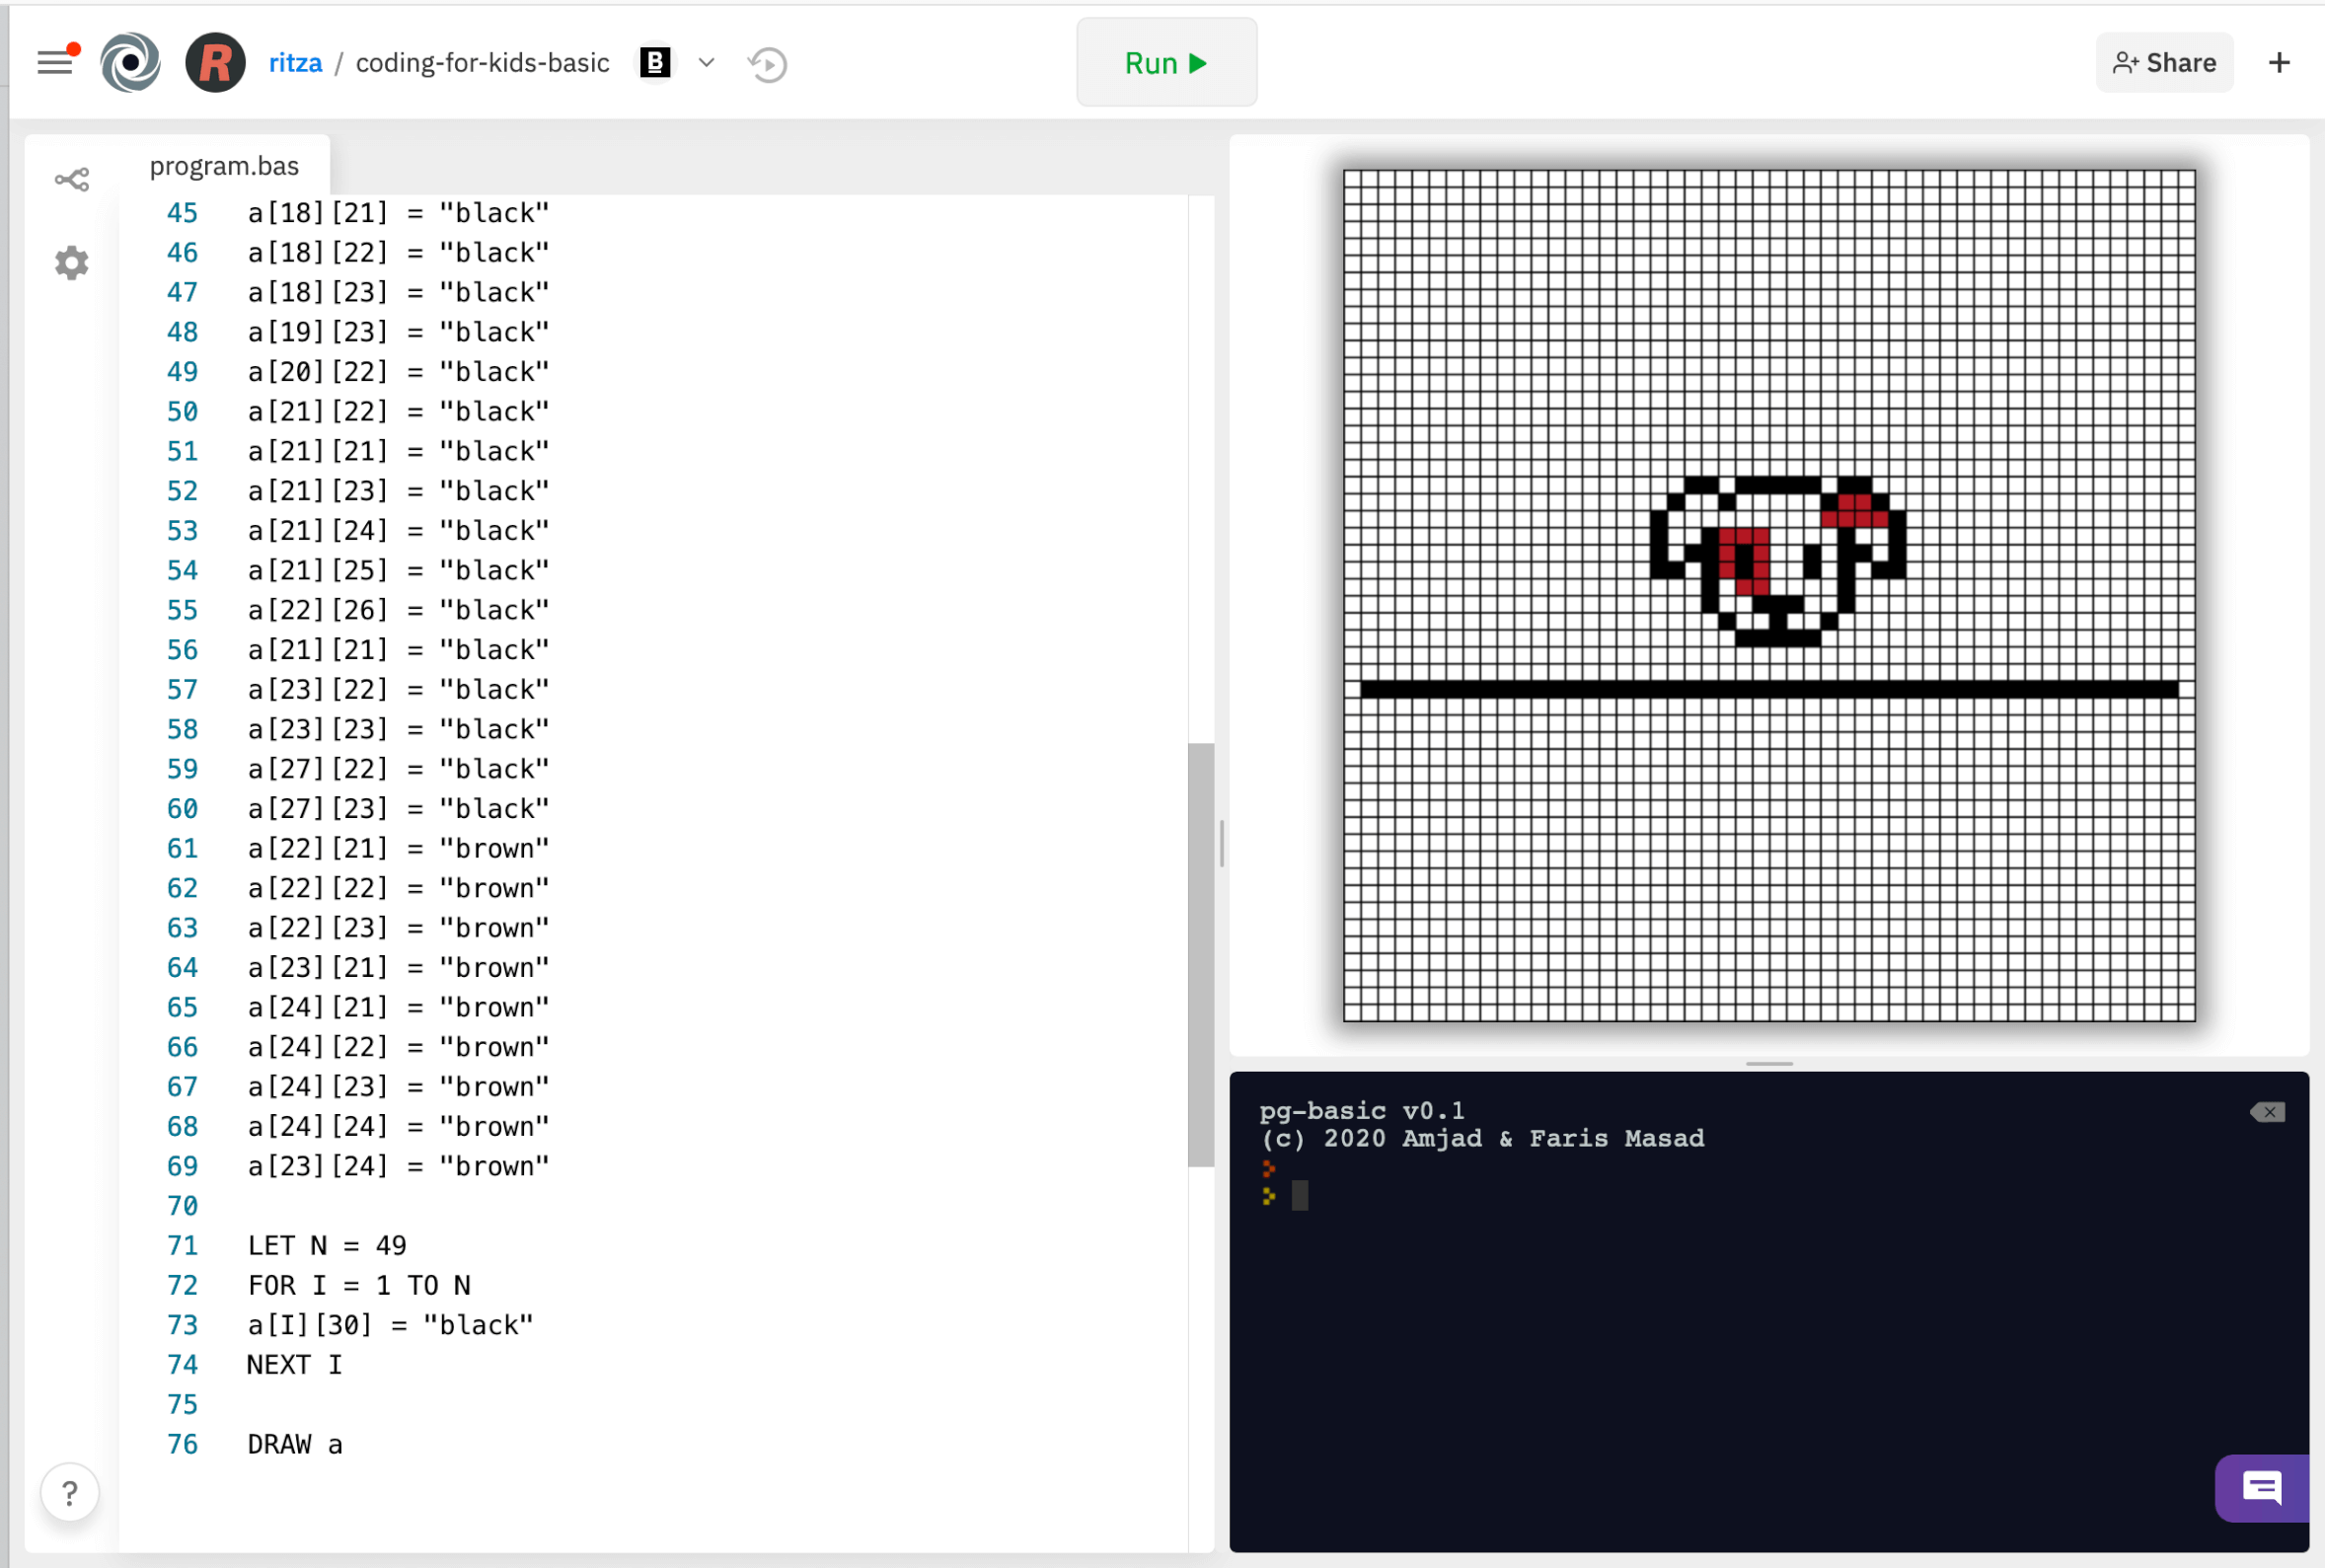 R ritza / coding-for-kids-basic B
Run
Share
+
program.bas
45 a[18][21] = "black"
46 a[18][22] = "black"
47 a[18][23] = "black"
48 a[19][23] = "black"
49 a[20][22] = "black"
50 a[21][22] = "black"
51 a[21][21] = "black"
52 a[21][23] = "black"
53 a[21][24] = "black"
54 a[21][25] = "black"
55 a[22][26] = "black"
56 a[21][21] = "black"
57 a[23][22] = "black"
58 a[23][23] = "black"
59 a[27][22] = "black"
60 a[27][23] = "black"
61 a[22][21] = "brown"
62 a[22][22] = "brown"
63 a[22][23] = "brown"
64 a[23][21] = "brown"
65 a[24][21] = "brown"
66 a[24][22] = "brown"
67 a[24][23] = "brown"
68 a[24][24] = "brown"
69 a[23][24] = "brown"
70
71 LET N = 49
72 FOR I = 1 TO N
73 a[I][30] = "black"
74 NEXT I
75
76 DRAW a
?
pg-basic v0.1
(c) 2020 Amjad & Faris Masad
>
>